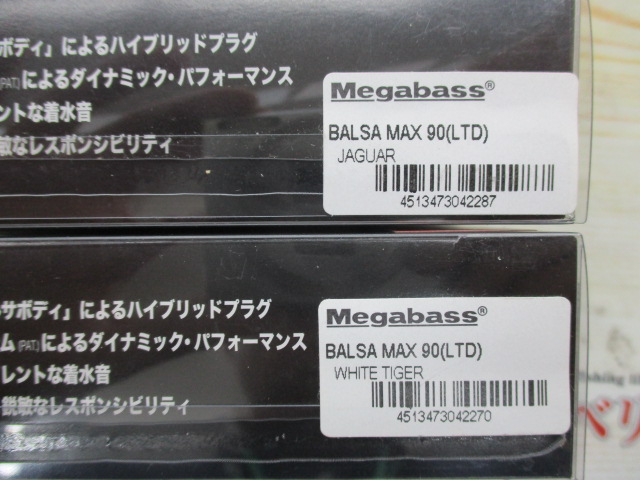 ボディ」によるハイブリッドプラグ
(PAT.)によるダイナミック・パフォーマンス
ントな着水音
敏なレスポンシビリティ
Megabass®
BALSA MAX 90(LTD)
JAGUAR
4513473042287
サボディ」によるハイブリッドプラグ
ム(PAT.)によるダイナミック・パフォーマンス
レントな着水音
鋭敏なレスポンシビリティ
Megabass®
BALSA MAX 90(LTD)
WHITE TIGER
4513473042270
ベリ